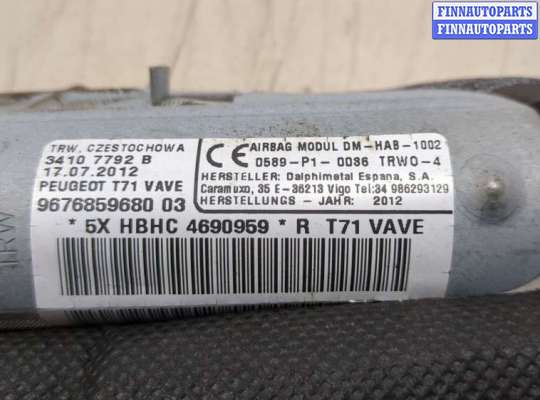 FINNAUTOPARTS
FINNAUTOPARTS
TRW. CZESTOCHOWA
3410 7792 B
17.07.2012
PEUGEOT T71 VAVE
9676859680 03
CE AIRBAG MODUL DM-HAB-1002
0589-P1-0086 TRWO-4
HERSTELLER: Dalphimetal Espana, S.A.
Caramuxo, 35 E-36213 Vigo Tel:34 986293129
HERSTELLUNGS - JAHR: 2012
* 5X HBHC 4690959 * R T71 VAVE
TRW